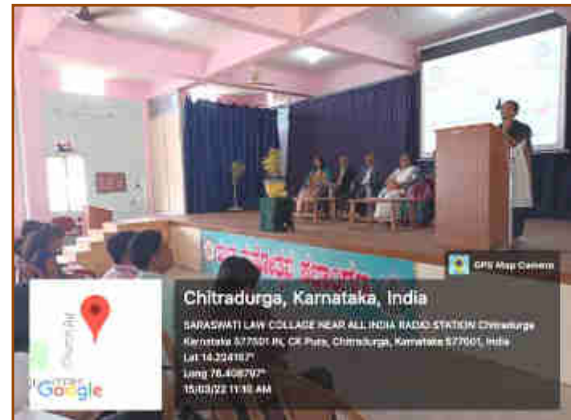 GPS Map Camera
Chitradurga, Karnataka, India
SARASWATI LAW COLLAGE NEAR ALL INDIA RADIO STATION Chitradurga
Karnataka 577501 IN, CK Pura, Chitradurga, Karnataka 577501, India
Lat 14.224167°
Long 76.408797°
15/03/22 11:10 AM
Google